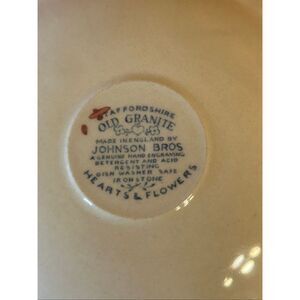 STAFFORDSHIRE
OLD GRANITE
MADE IN ENGLAND BY
JOHNSON BROS
A GENUINE HAND ENGRAVING
DETERGENT AND ACID
RESISTING
DISH WASHER SAFE
IRONSTONE
HEARTS & FLOWERS